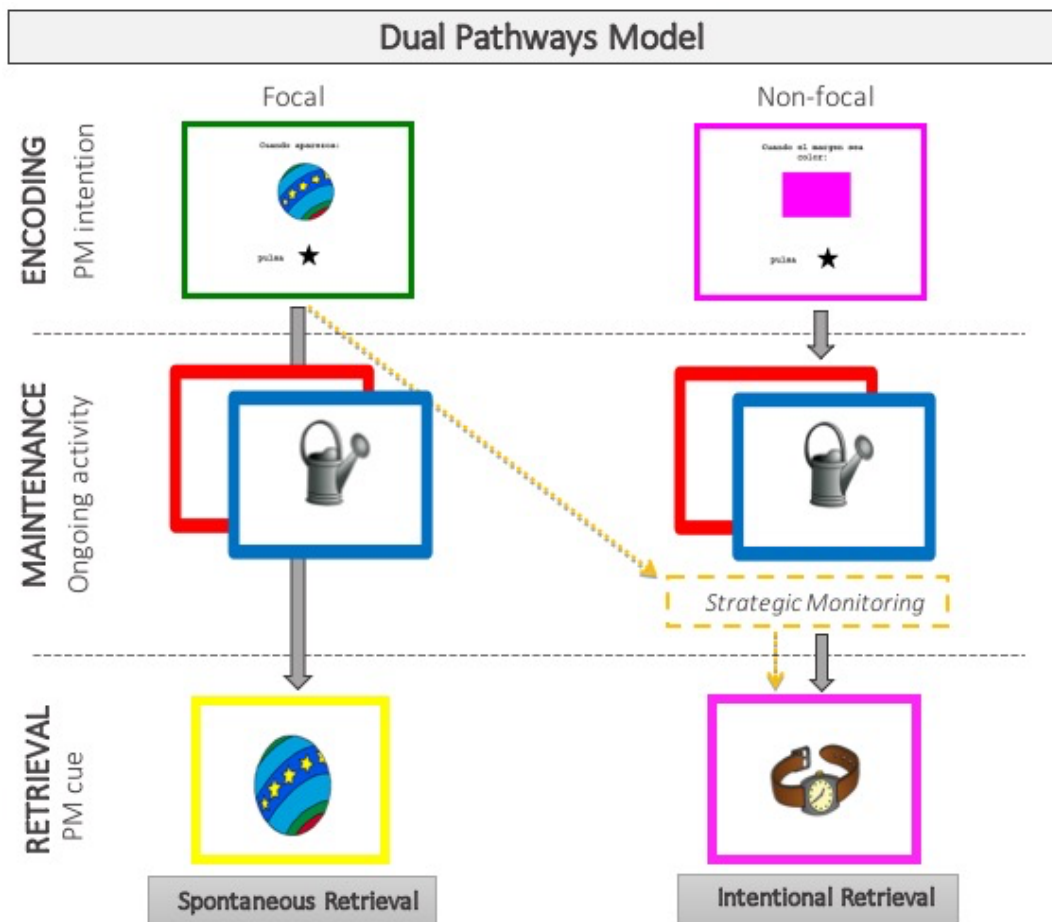 Dual Pathways Model
Focal
Non-focal
ENCODING
PM intention
Cuando aparezca:
pulsa
Cuando el margen sea
color:
pulsa
MAINTENANCE
Ongoing activity
Strategic Monitoring
RETRIEVAL
PM cue
Spontaneous Retrieval
Intentional Retrieval